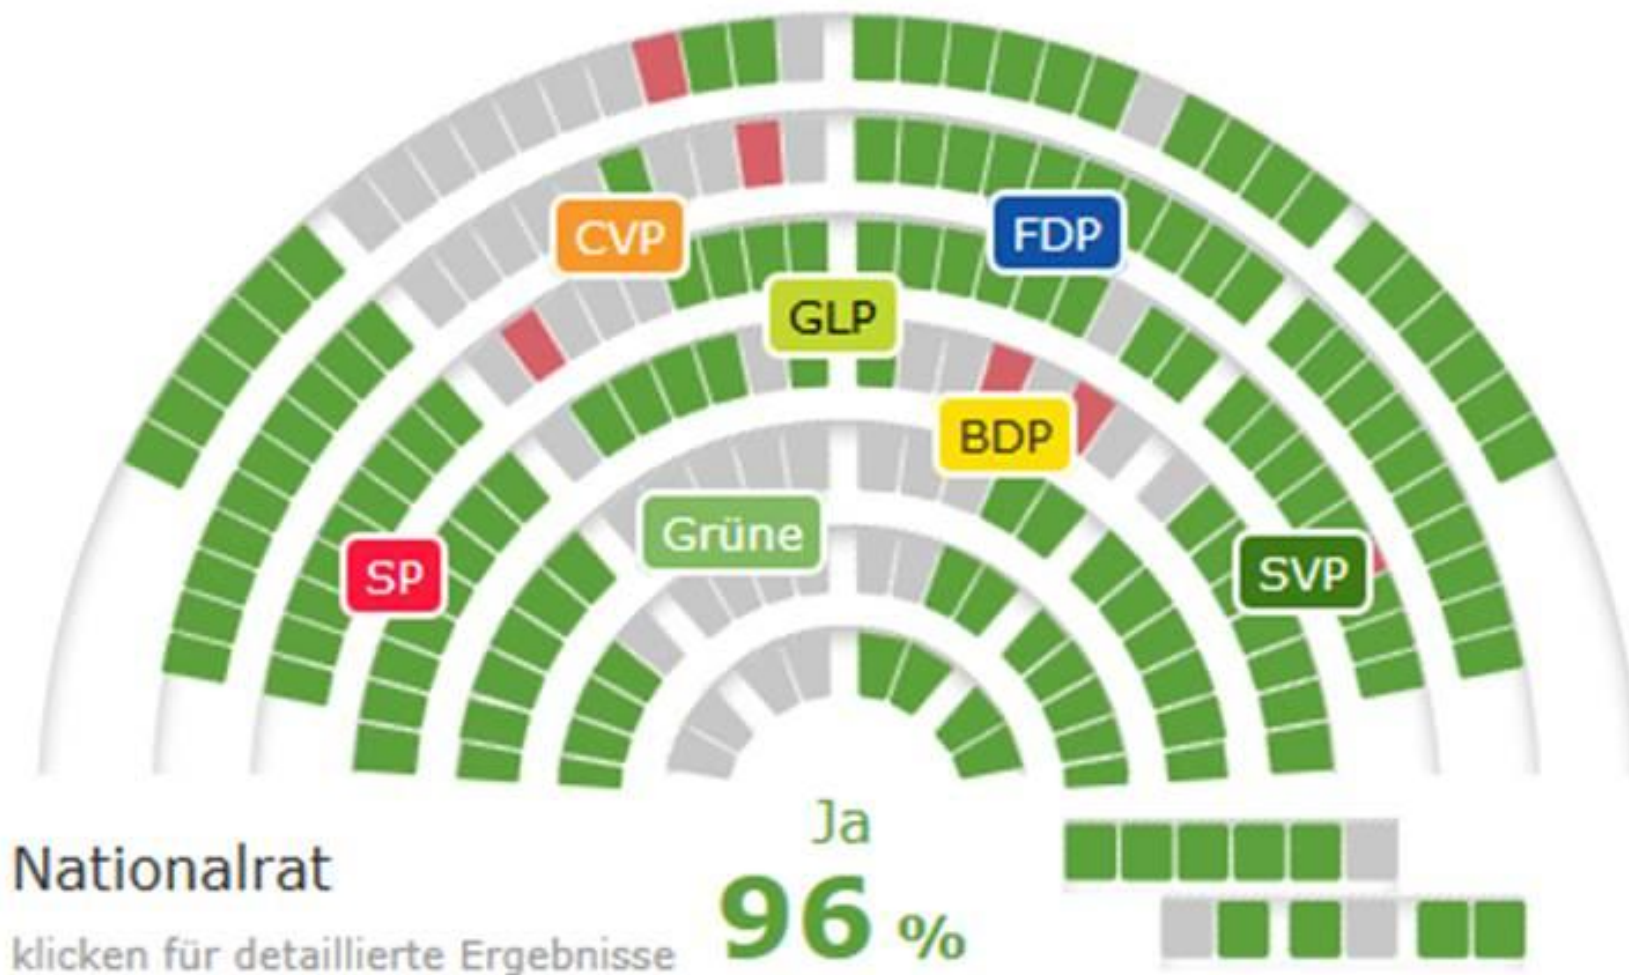 CVP
FDP
GLP
BDP
Grüne
SP
SVP
Ja
Nationalrat
96 %
klicken für detaillierte Ergebnisse